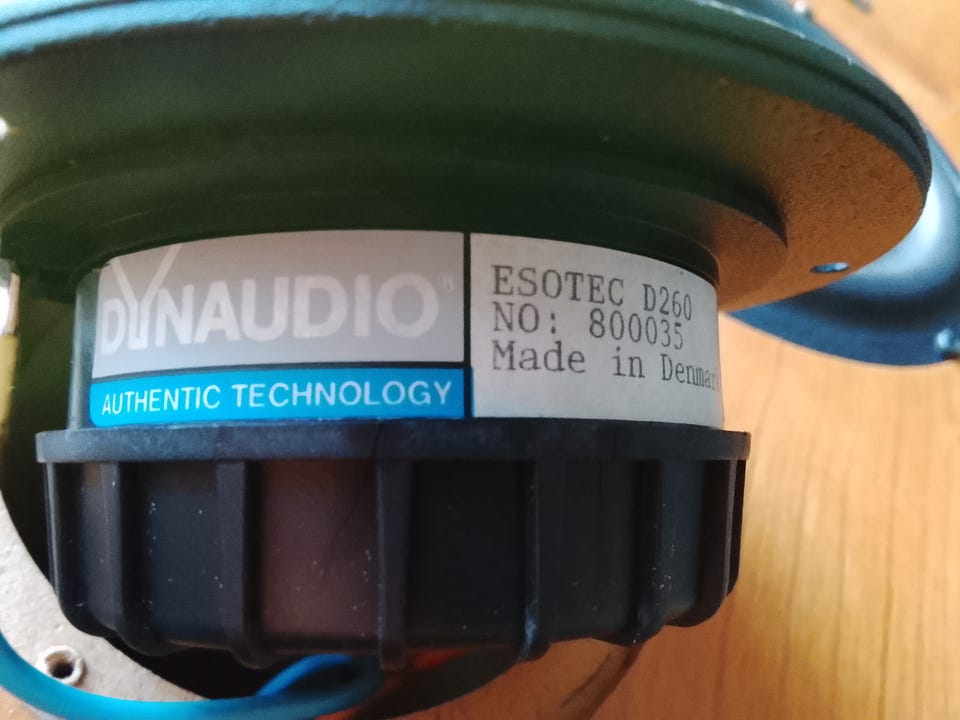 DYNAUDIO®
AUTHENTIC TECHNOLOGY
ESOTEC D260
NO: 800035
Made in Denmar